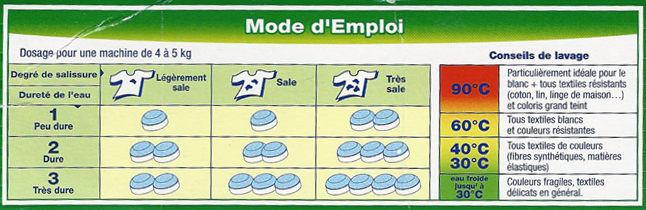 Mode d'Emploi
Dosage pour une machine de 4 à 5 kg
Degré de salissure
Dureté de l'eau
Légèrement
sale
Sale
Très
sale
1
Peu dure
2
Dure
3
Très dure
Conseils de lavage
90°C
Particulièrement idéale pour le
blanc + tous textiles résistants
(coton, lin, linge de maison...)
et coloris grand teint
60°C
Tous textiles blancs
et couleurs résistantes
40°C
30°C
Tous textiles de couleurs
(fibres synthétiques, matières
élastiques)
eau froide
jusqu' à
30°C
Couleurs fragiles, textiles
délicats en général.